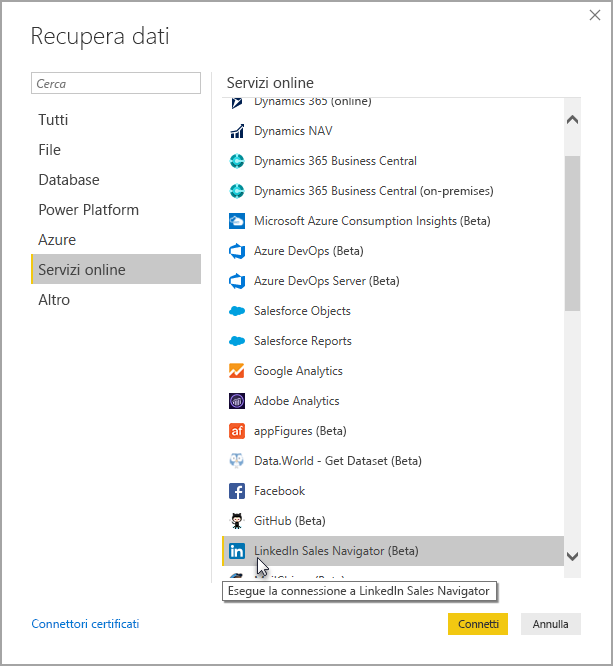 Recupera dati
Cerca
Tutti
File
Database
Power Platform
Azure
Servizi online
Altro
Servizi online
Dynamics 365 (online)
Dynamics NAV
Dynamics 365 Business Central
Dynamics 365 Business Central (on-premises)
Microsoft Azure Consumption Insights (Beta)
Azure DevOps (Beta)
Azure DevOps Server (Beta)
Salesforce Objects
Salesforce Reports
Google Analytics
Adobe Analytics
af appFigures (Beta)
Data.World - Get Dataset (Beta)
Facebook
GitHub (Beta)
in LinkedIn Sales Navigator (Beta)
Esegue la connessione a LinkedIn Sales Navigator
Connettori certificati
Connetti
Annulla